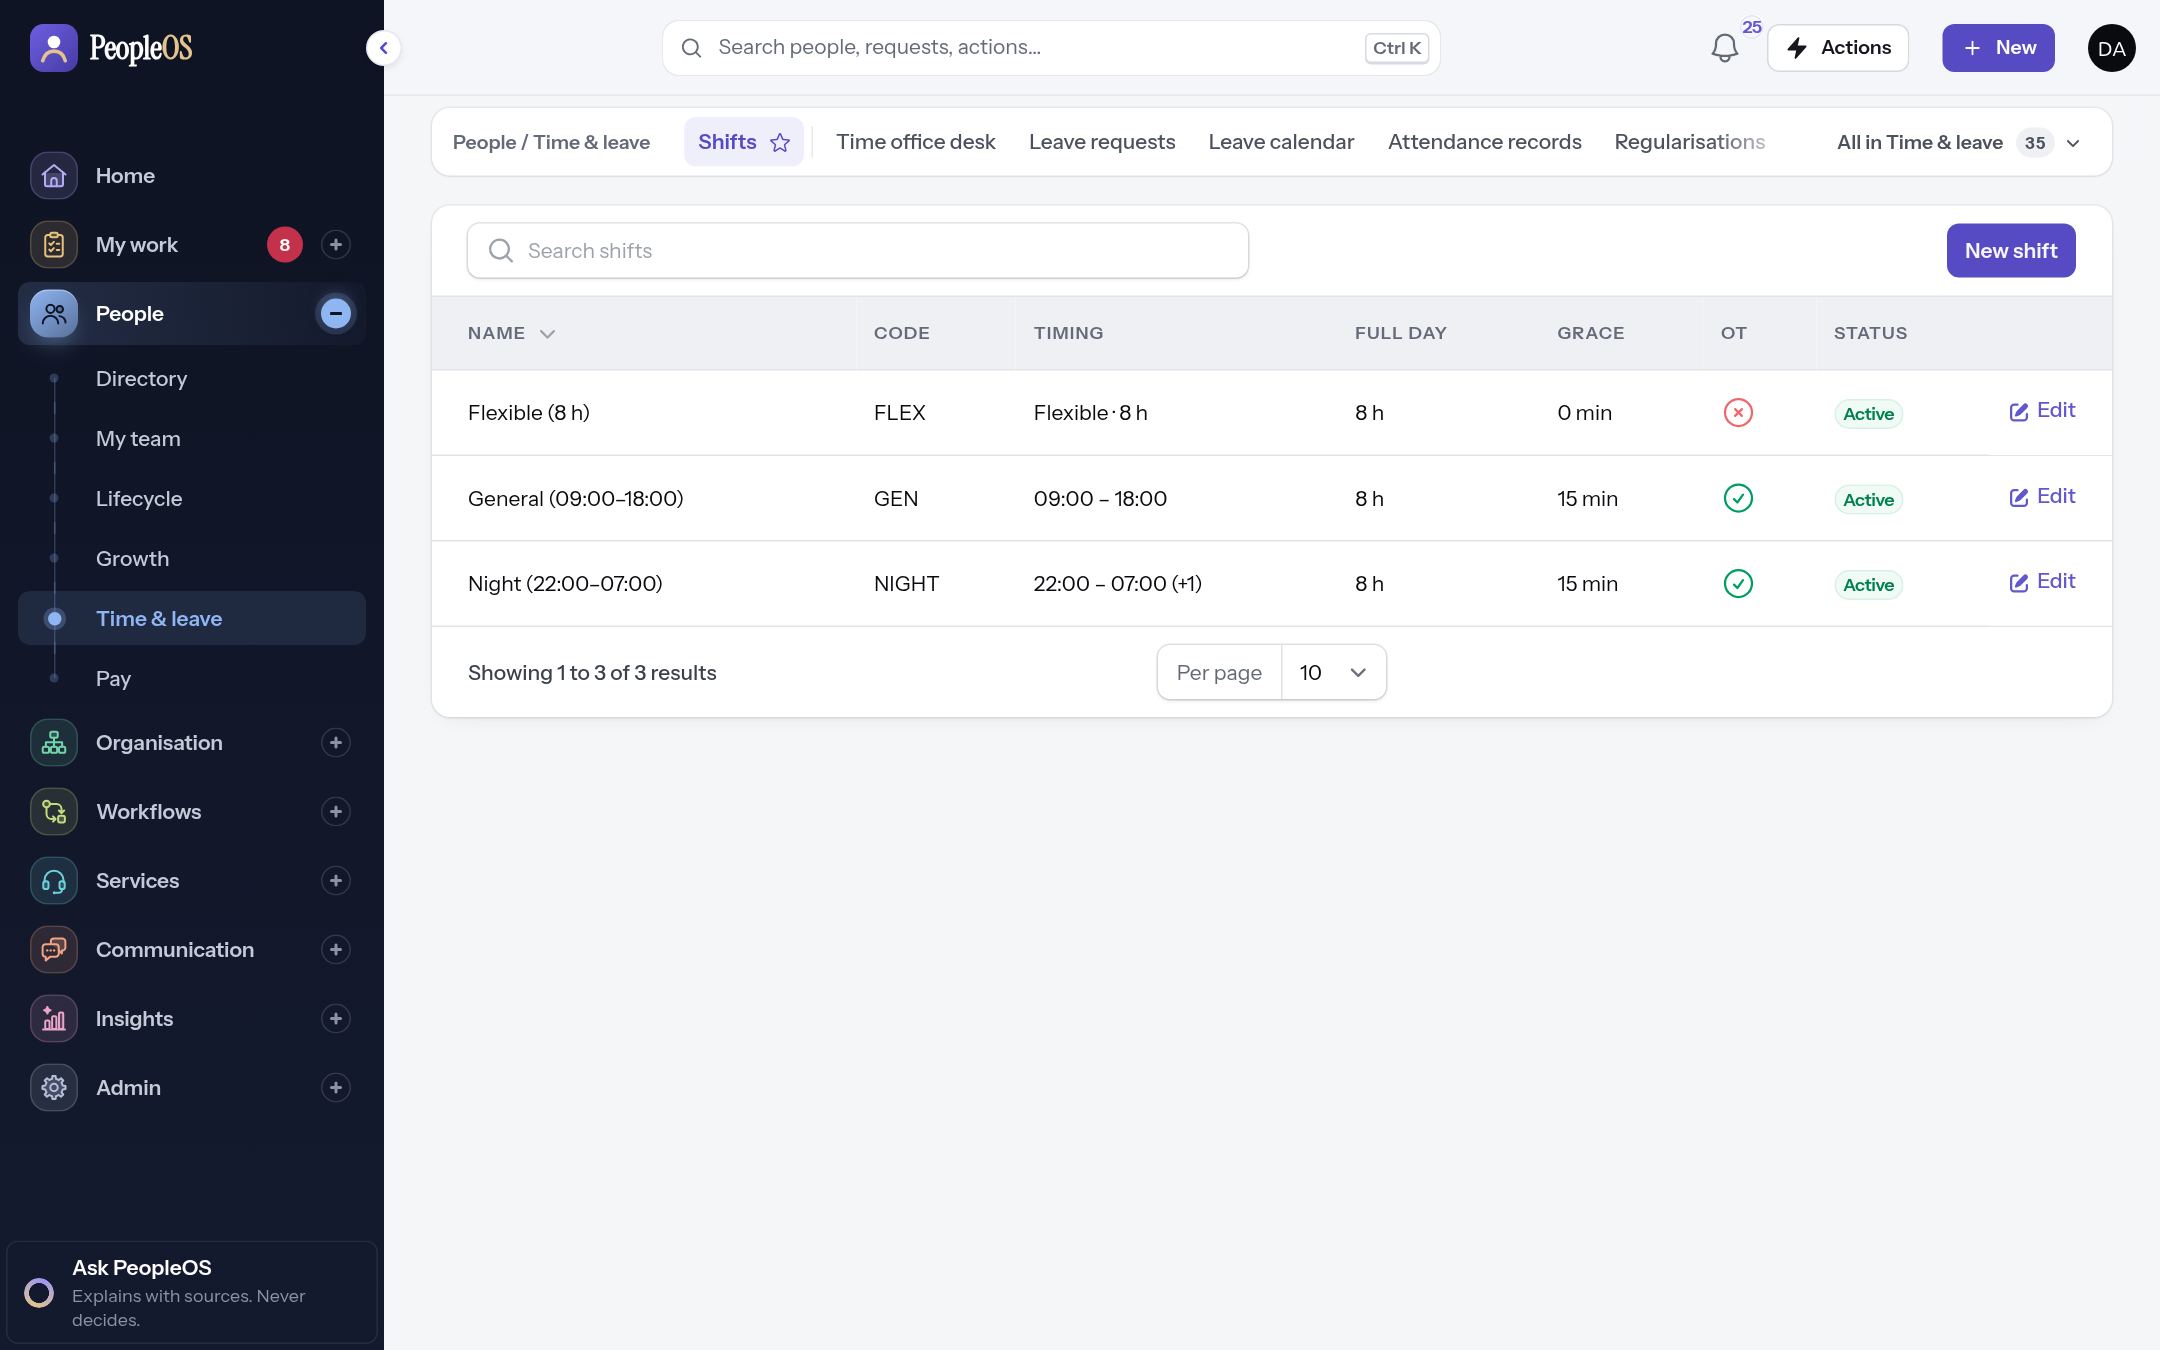 PeopleOS
Search people, requests, actions...
Ctrl K
25
Actions
New
DA
Home
My work
8
People
Directory
My team
Lifecycle
Growth
Time & leave
Pay
Organisation
Workflows
Services
Communication
Insights
Admin
Ask PeopleOS
Explains with sources. Never
decides.
People / Time & leave
Shifts
Time office desk
Leave requests
Leave calendar
Attendance records
Regularisations
All in Time & leave 35
Search shifts
New shift
NAME CODE TIMING FULL DAY GRACE OT STATUS
Flexible (8 h) FLEX Flexible · 8 h 8 h 0 min Active Edit
General (09:00–18:00) GEN 09:00 – 18:00 8 h 15 min Active Edit
Night (22:00–07:00) NIGHT 22:00 – 07:00 (+1) 8 h 15 min Active Edit
Showing 1 to 3 of 3 results
Per page 10